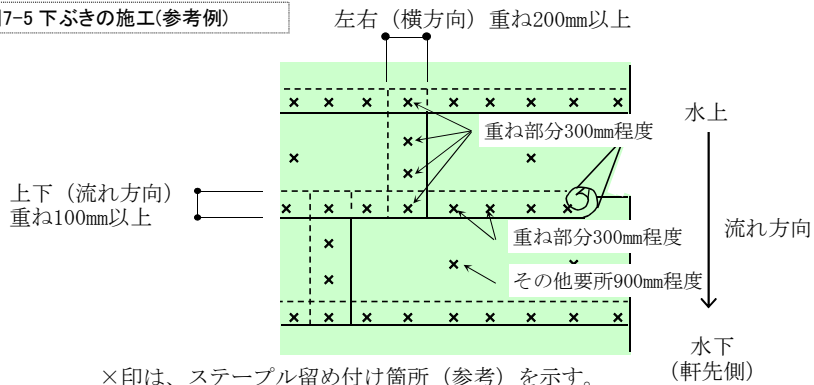 7-5 下ぶきの施工(参考例)
左右（横方向）重ね200mm以上
水上
重ね部分300mm程度
上下（流れ方向）
重ね100mm以上
流れ方向
重ね部分300mm程度
その他要所900mm程度
水下
（軒先側）
×印は、ステープル留め付け箇所（参考）を示す。